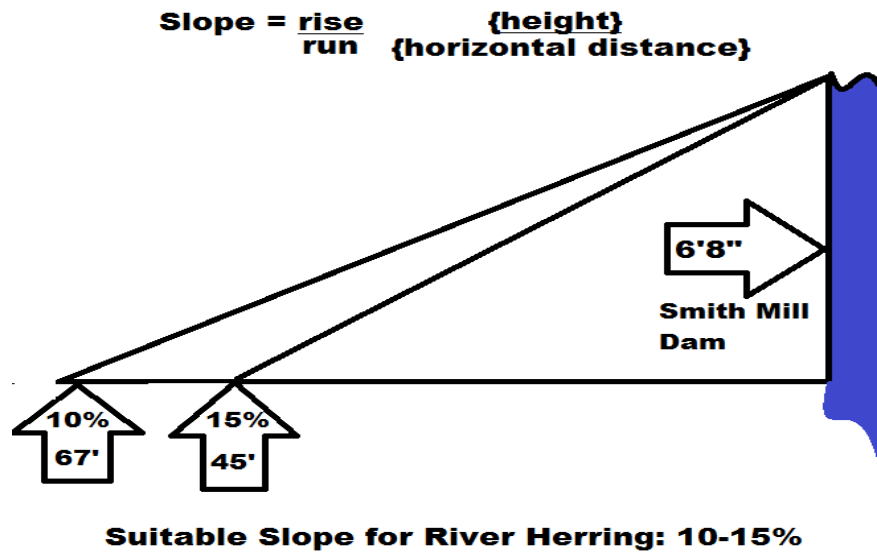 Slope = rise {height}
run {horizontal distance}
6'8"
Smith Mill
Dam
10% 15%
67' 45'
Suitable Slope for River Herring: 10-15%